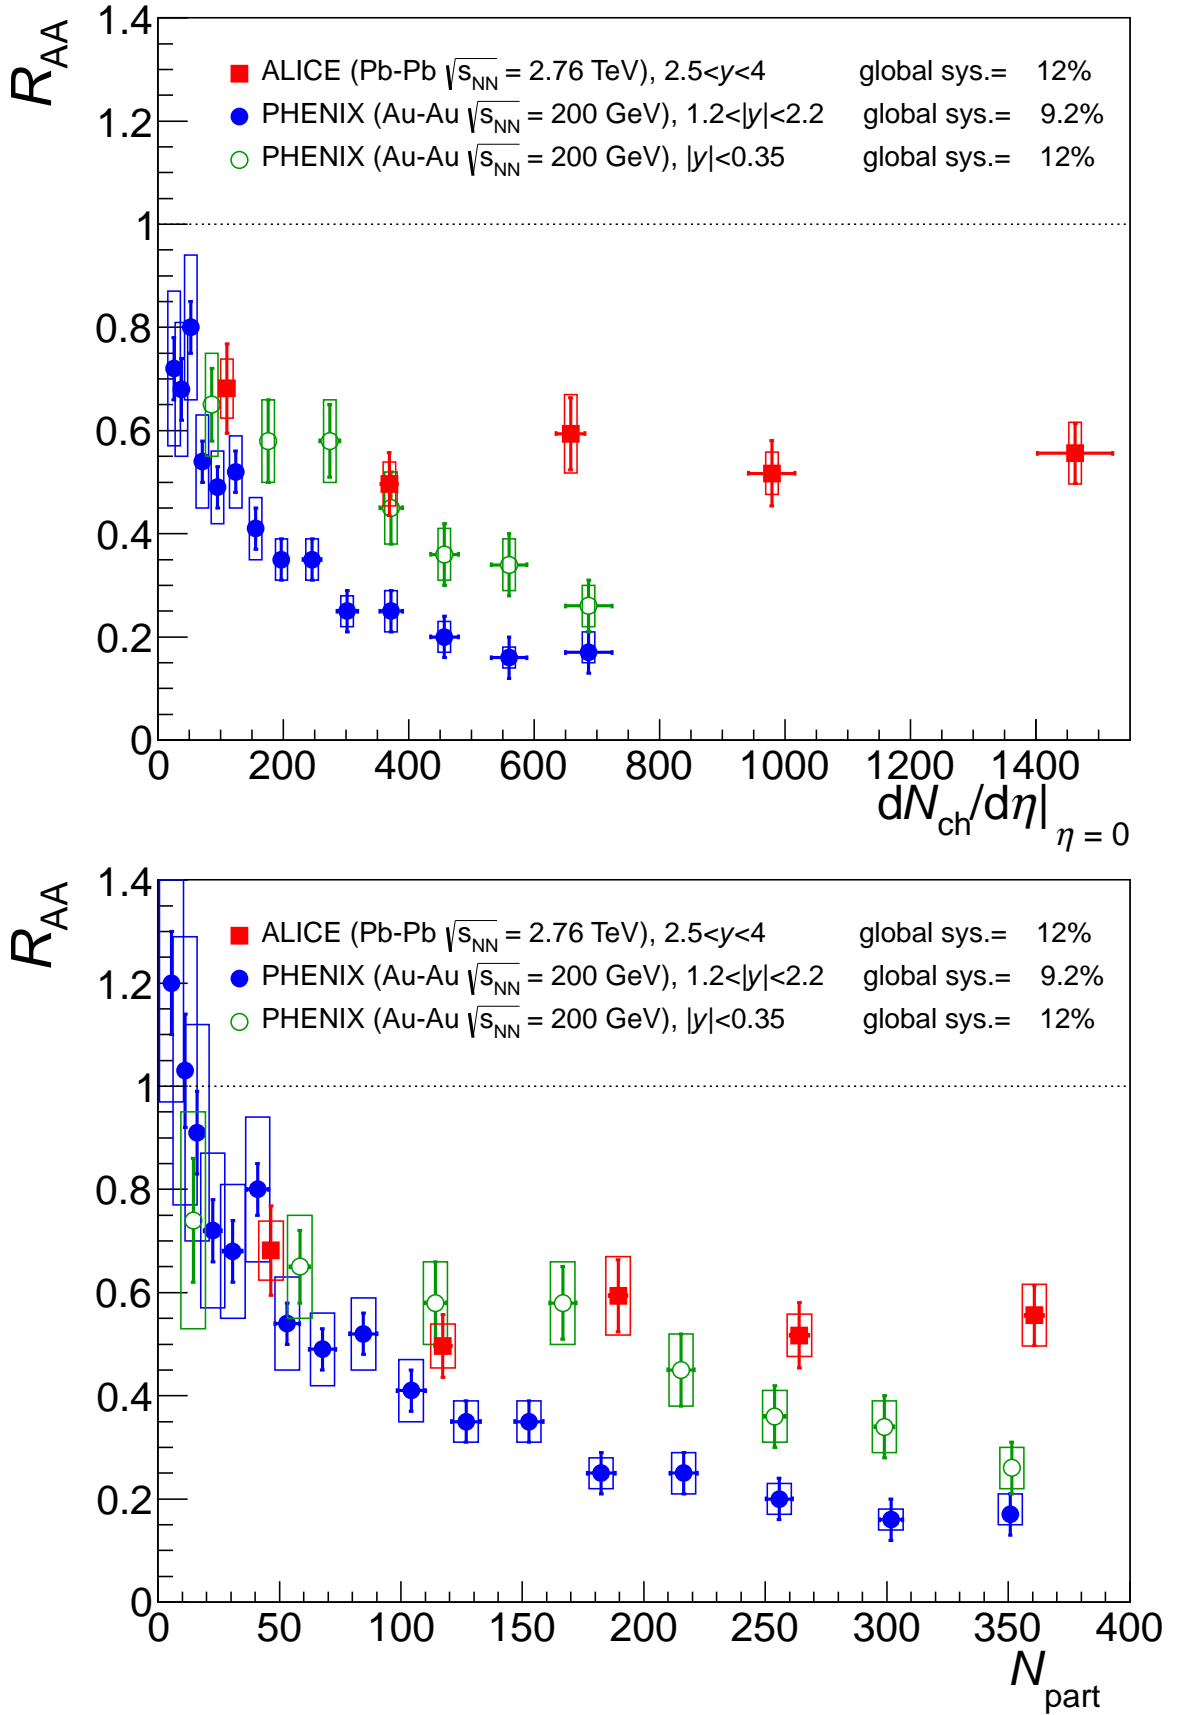 R_AA
1.4
ALICE (Pb-Pb √s_NN = 2.76 TeV), 2.5<y<4 global sys.= 12%
1.2
PHENIX (Au-Au √s_NN = 200 GeV), 1.2<|y|<2.2 global sys.= 9.2%
PHENIX (Au-Au √s_NN = 200 GeV), |y|<0.35 global sys.= 12%
1
0.8
0.6
0.4
0.2
0
0 200 400 600 800 1000 1200 1400
dN_ch/dη|_η = 0
R_AA
1.4
ALICE (Pb-Pb √s_NN = 2.76 TeV), 2.5<y<4 global sys.= 12%
1.2
PHENIX (Au-Au √s_NN = 200 GeV), 1.2<|y|<2.2 global sys.= 9.2%
PHENIX (Au-Au √s_NN = 200 GeV), |y|<0.35 global sys.= 12%
1
0.8
0.6
0.4
0.2
0
0 50 100 150 200 250 300 350 400
N_part